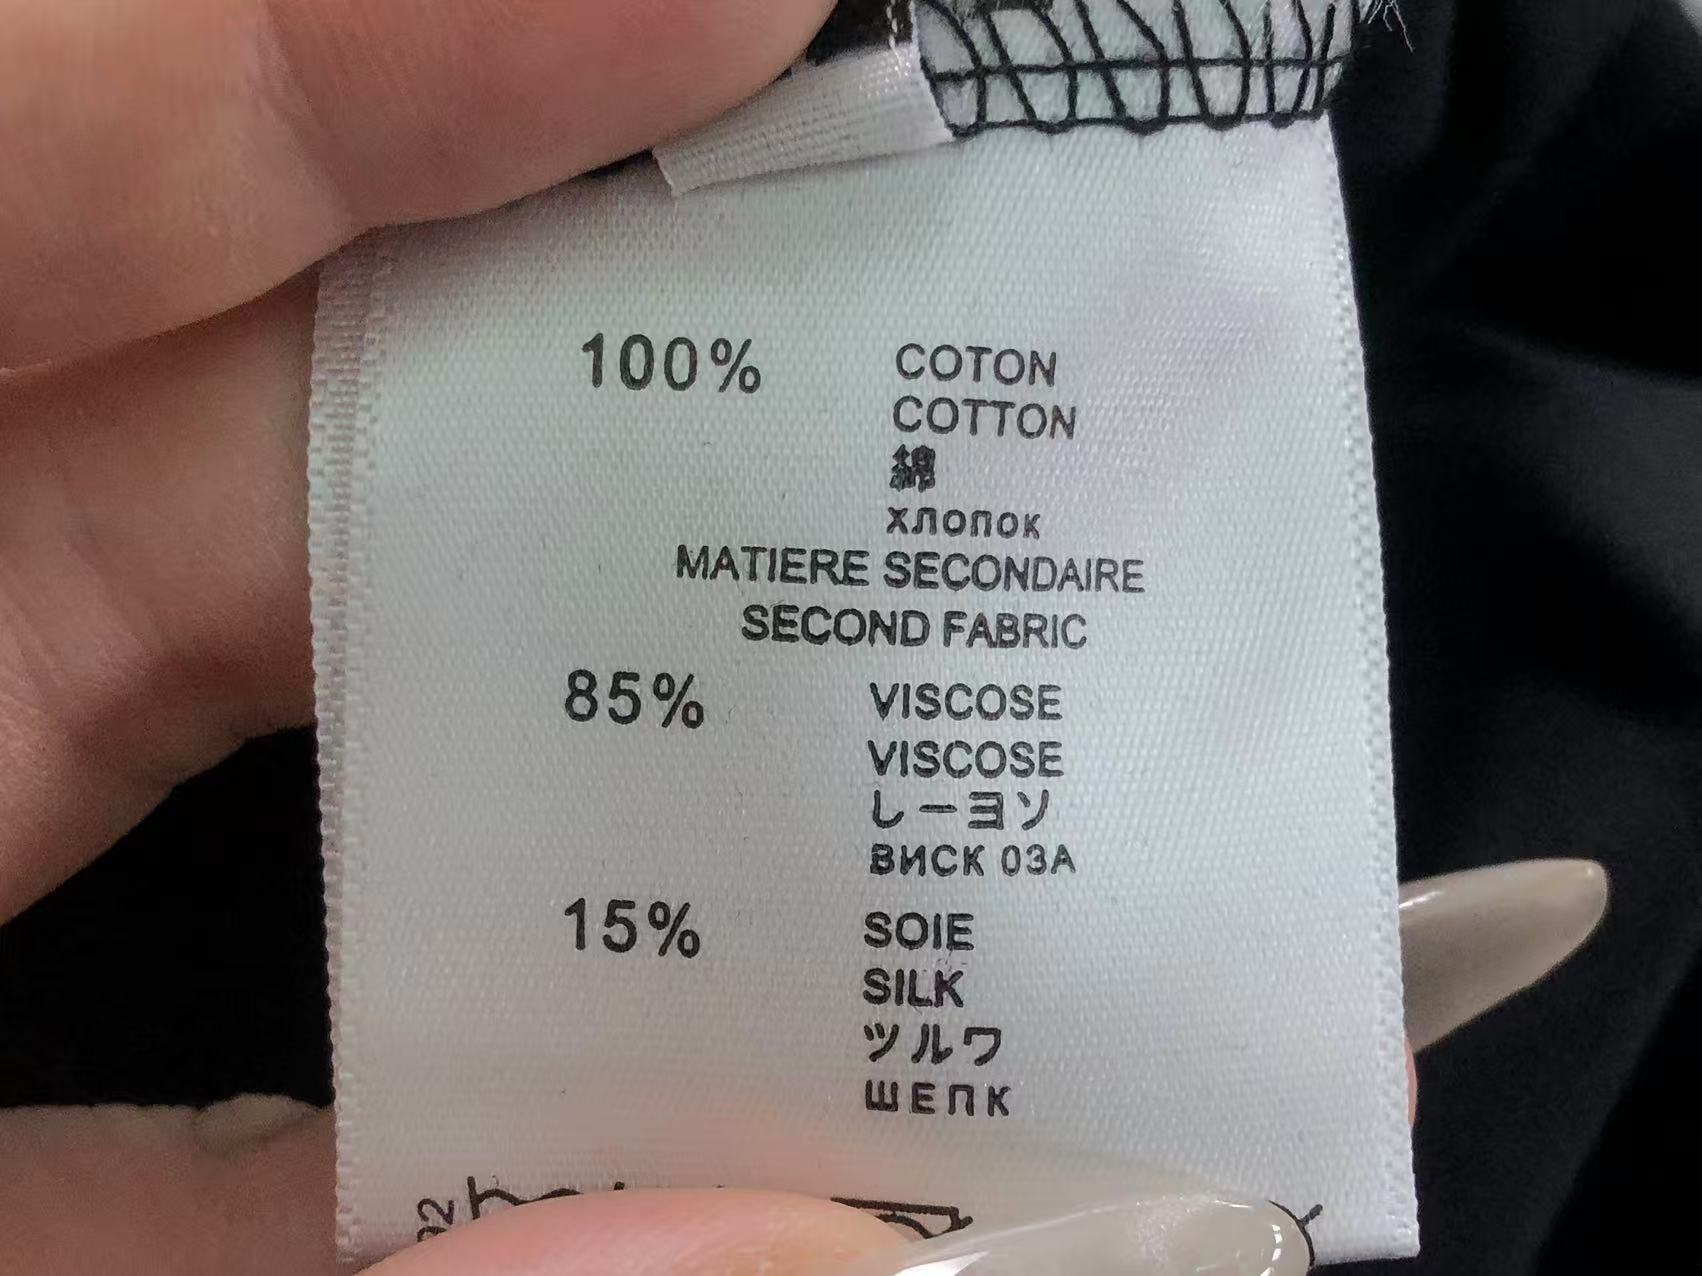 100% COTON
COTTON
綿
хлопок
MATIERE SECONDAIRE
SECOND FABRIC
85% VISCOSE
VISCOSE
しーヨソ
ВИСК 03А
15% SOIE
SILK
ツルワ
ШЕПК